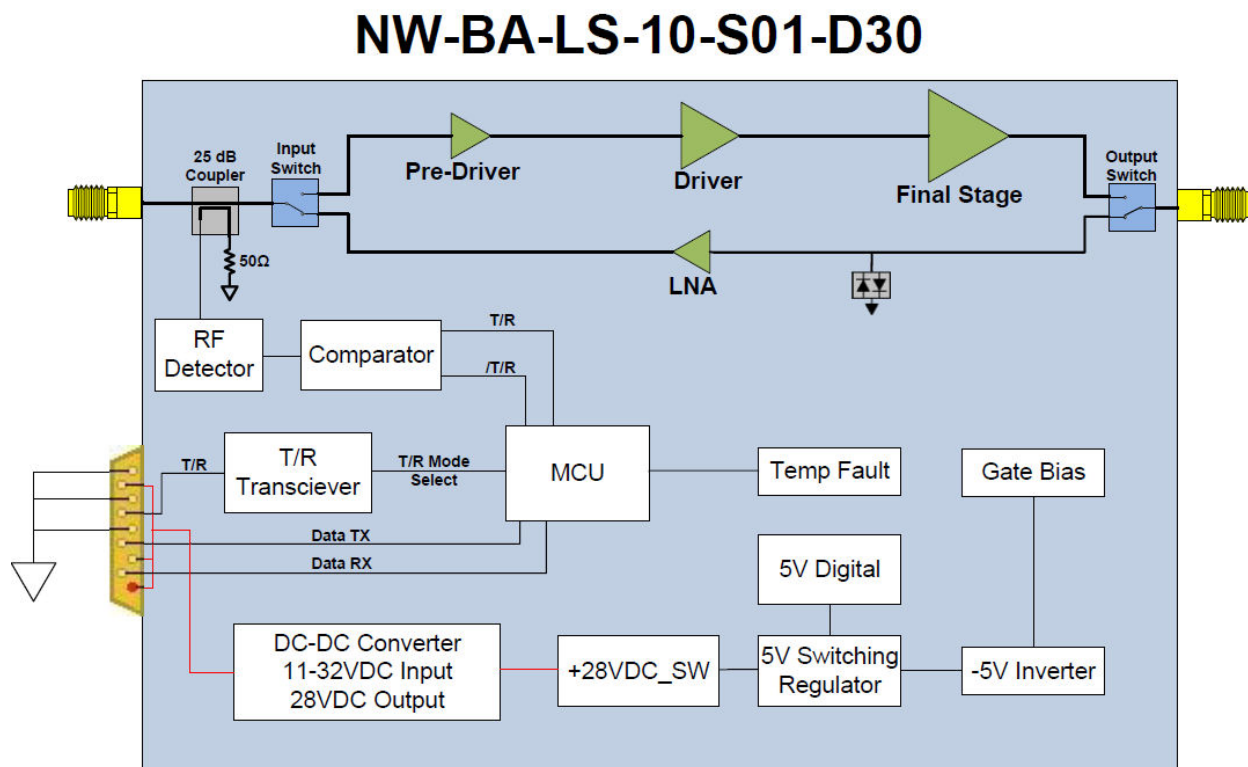 NW-BA-LS-10-S01-D30
25 dB
Coupler
Input
Switch
Pre-Driver
Driver
Final Stage
Output
Switch
50Ω
LNA
RF
Detector
Comparator
T/R
/T/R
T/R
T/R
Transciever
T/R Mode
Select
MCU
Temp Fault
Gate Bias
Data TX
Data RX
5V Digital
DC-DC Converter
11-32VDC Input
28VDC Output
+28VDC_SW
5V Switching
Regulator
-5V Inverter